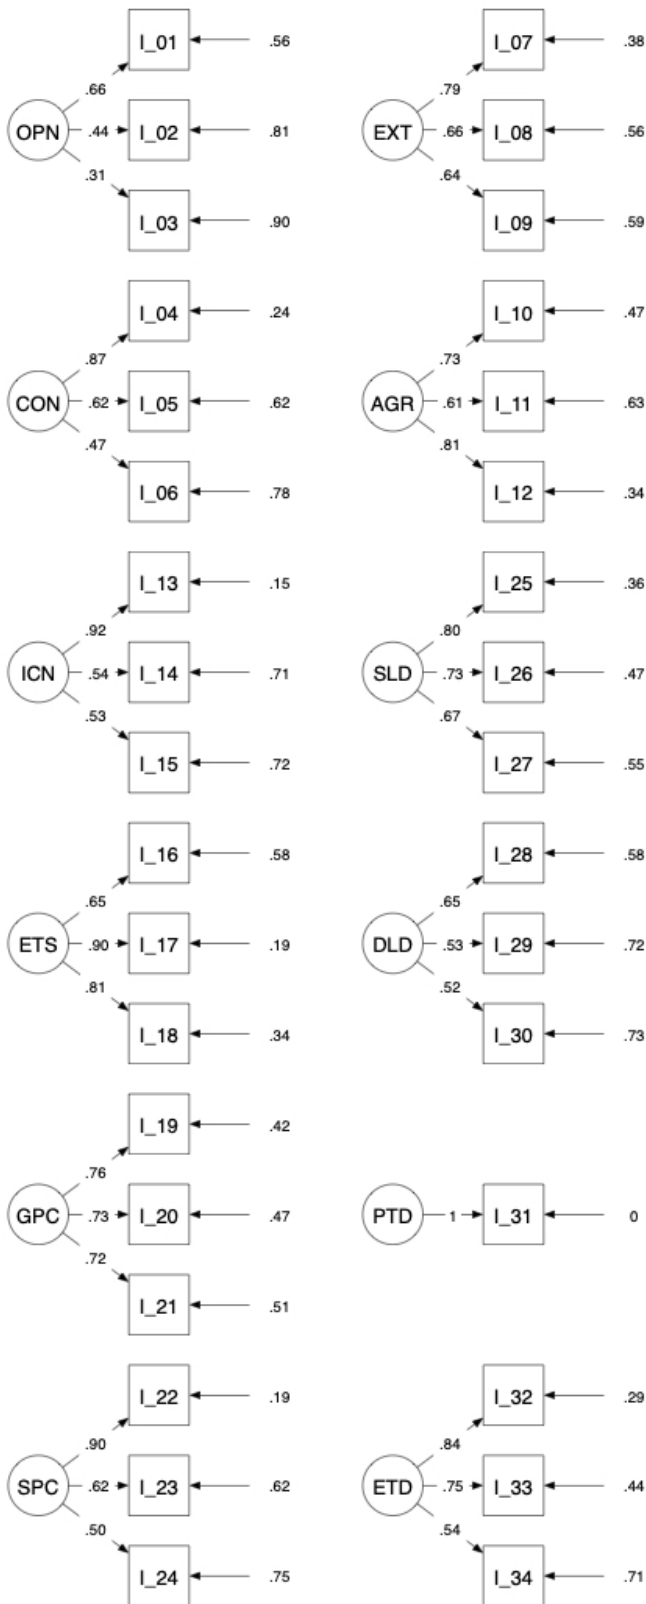 I_01 .56
.66
OPN .44 I_02 .81
.31
I_03 .90
I_07 .38
.79
EXT .66 I_08 .56
.64
I_09 .59
I_04 .24
.87
CON .62 I_05 .62
.47
I_06 .78
I_10 .47
.73
AGR .61 I_11 .63
.81
I_12 .34
I_13 .15
.92
ICN .54 I_14 .71
.53
I_15 .72
I_25 .36
.80
SLD .73 I_26 .47
.67
I_27 .55
I_16 .58
.65
ETS .90 I_17 .19
.81
I_18 .34
I_28 .58
.65
DLD .53 I_29 .72
.52
I_30 .73
I_19 .42
.76
GPC .73 I_20 .47
.72
I_21 .51
PTD 1 I_31 0
I_22 .19
.90
SPC .62 I_23 .62
.50
I_24 .75
I_32 .29
.84
ETD .75 I_33 .44
.54
I_34 .71